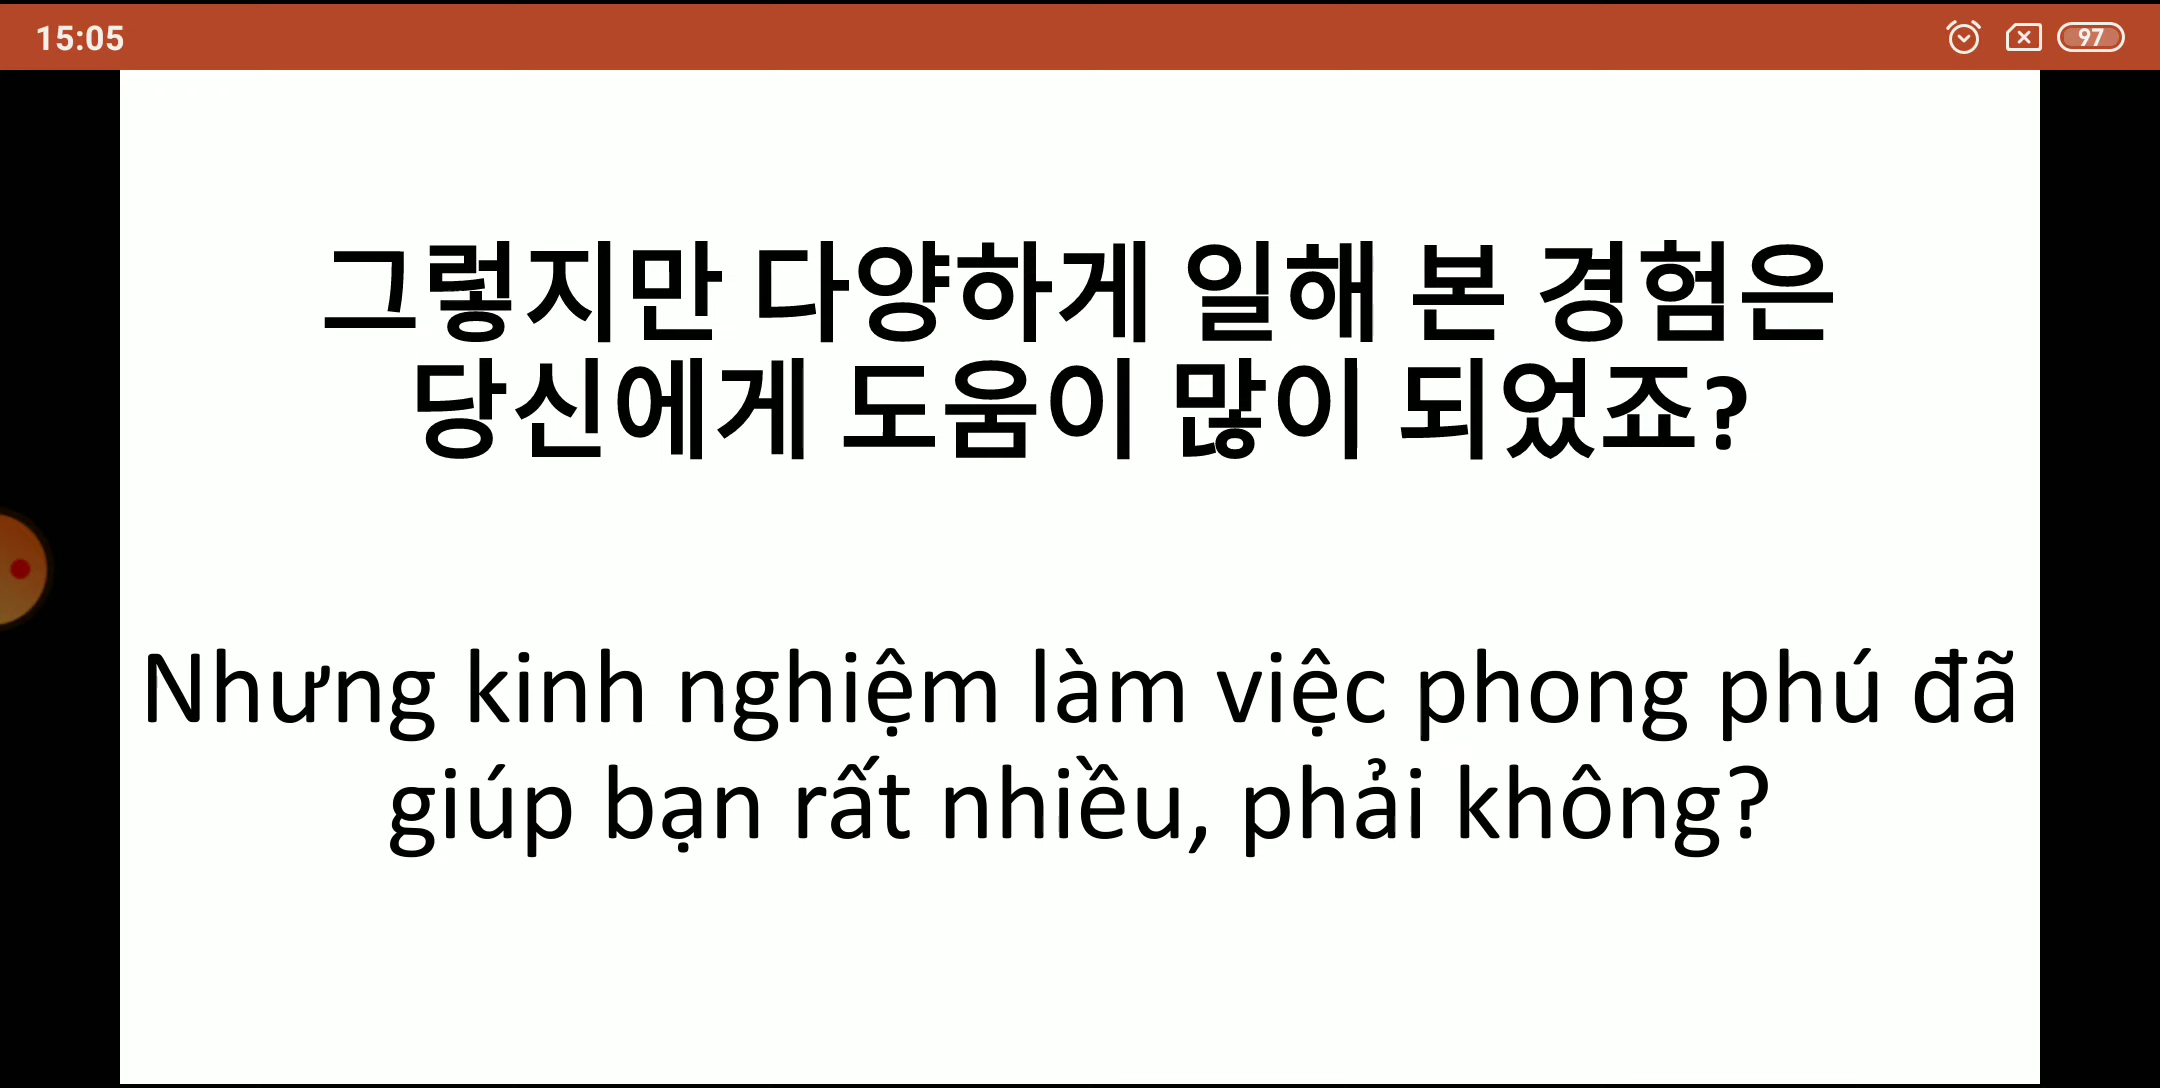 15:05
97
그렇지만 다양하게 일해 본 경험은
당신에게 도움이 많이 되었죠?
Nhưng kinh nghiệm làm việc phong phú đã
giúp bạn rất nhiều, phải không?